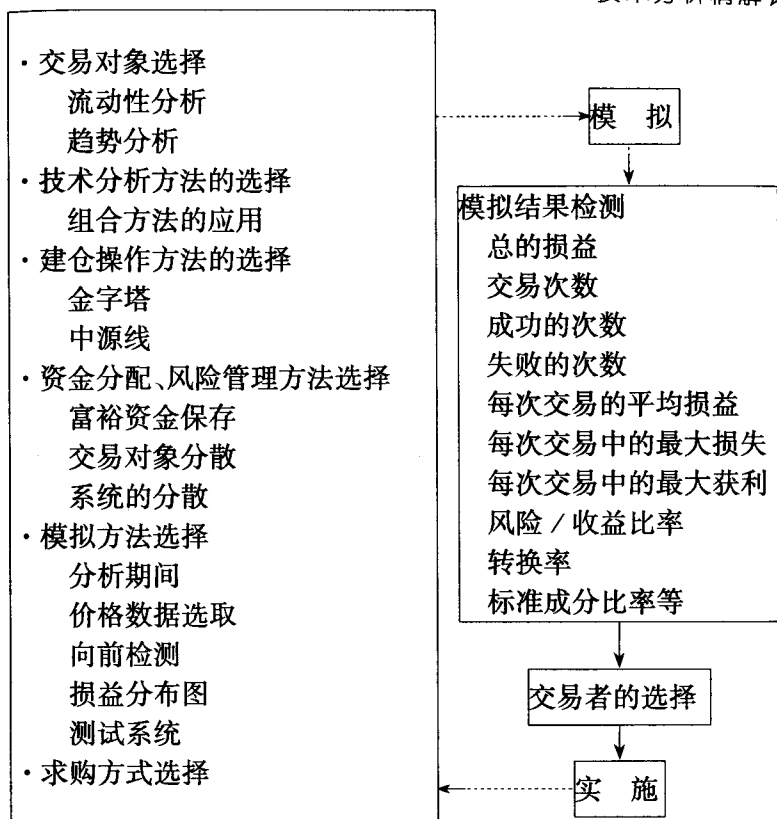 · 交易对象选择
流动性分析
趋势分析
· 技术分析方法的选择
组合方法的应用
· 建仓操作方法的选择
金字塔
中源线
· 资金分配、风险管理方法选择
富裕资金保存
交易对象分散
系统的分散
· 模拟方法选择
分析期间
价格数据选取
向前检测
损益分布图
测试系统
· 求购方式选择
模 拟
模拟结果检测
总的损益
交易次数
成功的次数
失败的次数
每次交易的平均损益
每次交易中的最大损失
每次交易中的最大获利
风险/收益比率
转换率
标准成分比率等
交易者的选择
实 施